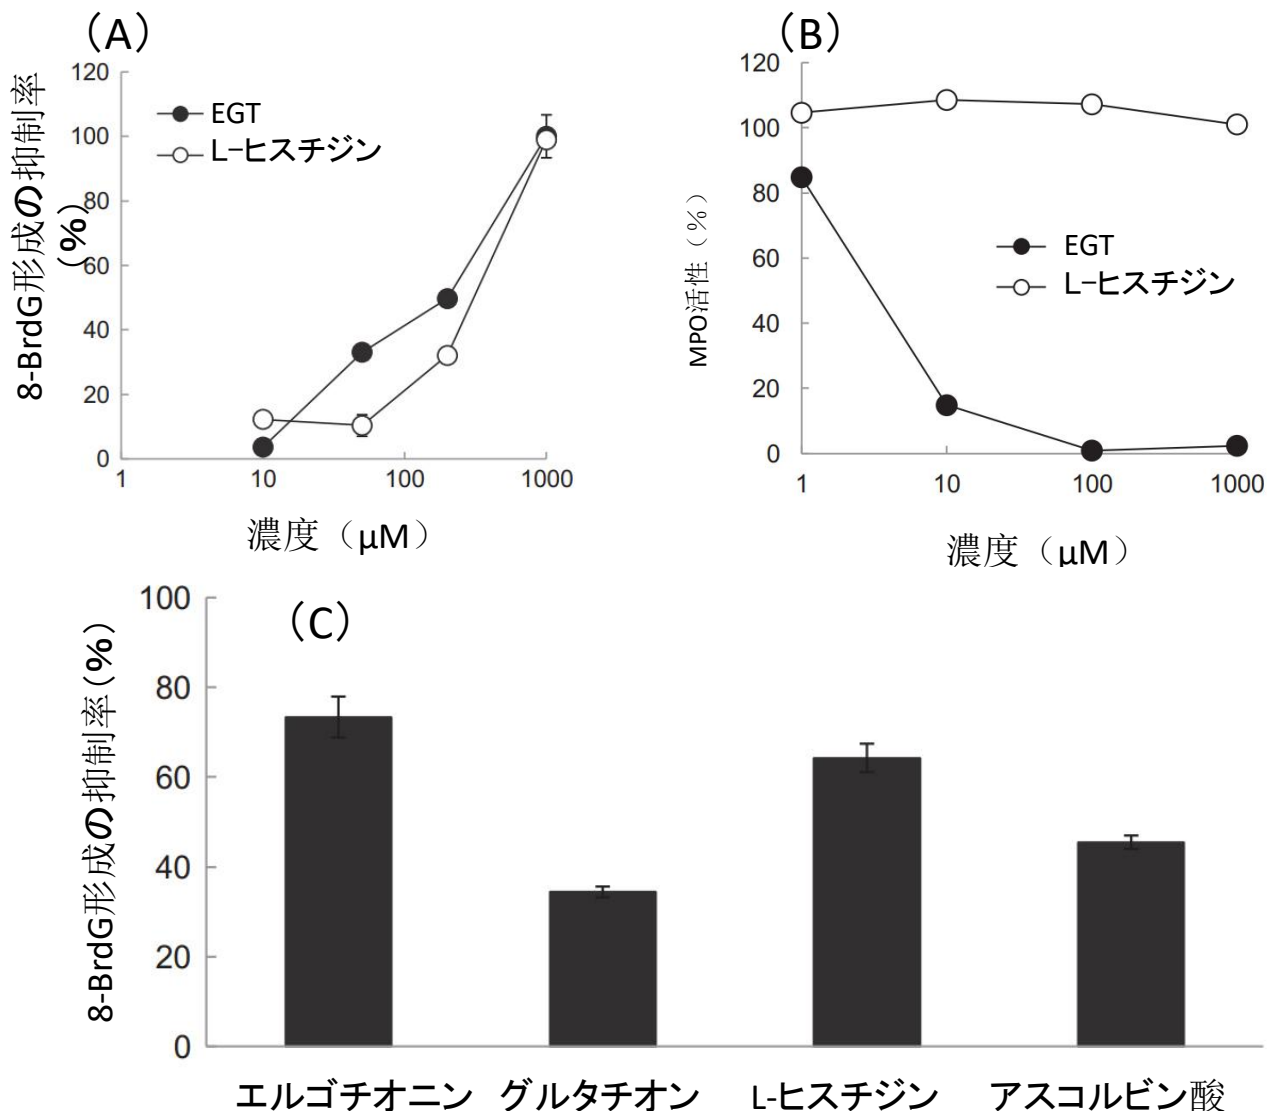 （A）
8-BrdG形成の抑制率
（%）
120
100
80
60
40
20
0
EGT
L-ヒスチジン
1
10
100
1000
濃度（μM）
（B）
MPO活性（%）
120
100
80
60
40
20
0
EGT
L-ヒスチジン
1
10
100
1000
濃度（μM）
（C）
8-BrdG形成の抑制率（%）
100
80
60
40
20
0
エルゴチオニン
グルタチオン
L-ヒスチジン
アスコルビン酸